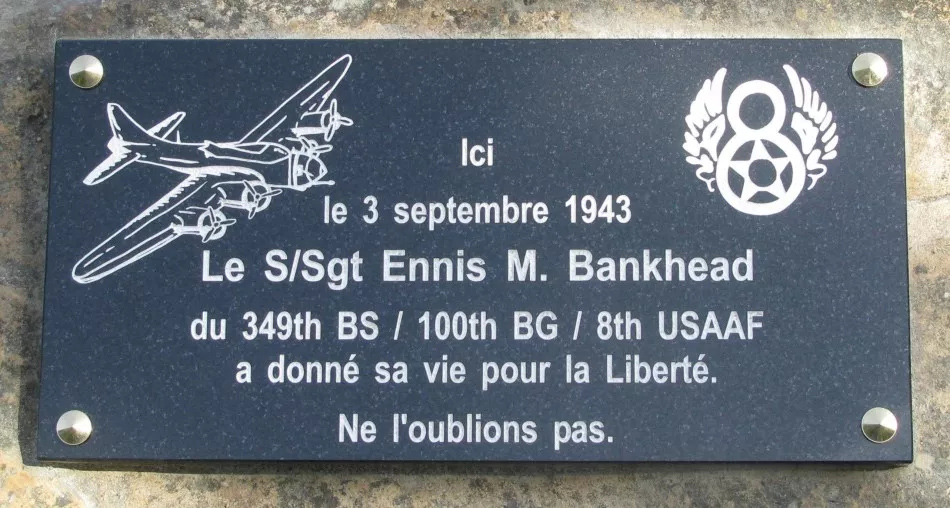 Ici
le 3 septembre 1943
Le S/Sgt Ennis M. Bankhead
du 349th BS / 100th BG / 8th USAAF
a donné sa vie pour la Liberté.
Ne l'oublions pas.